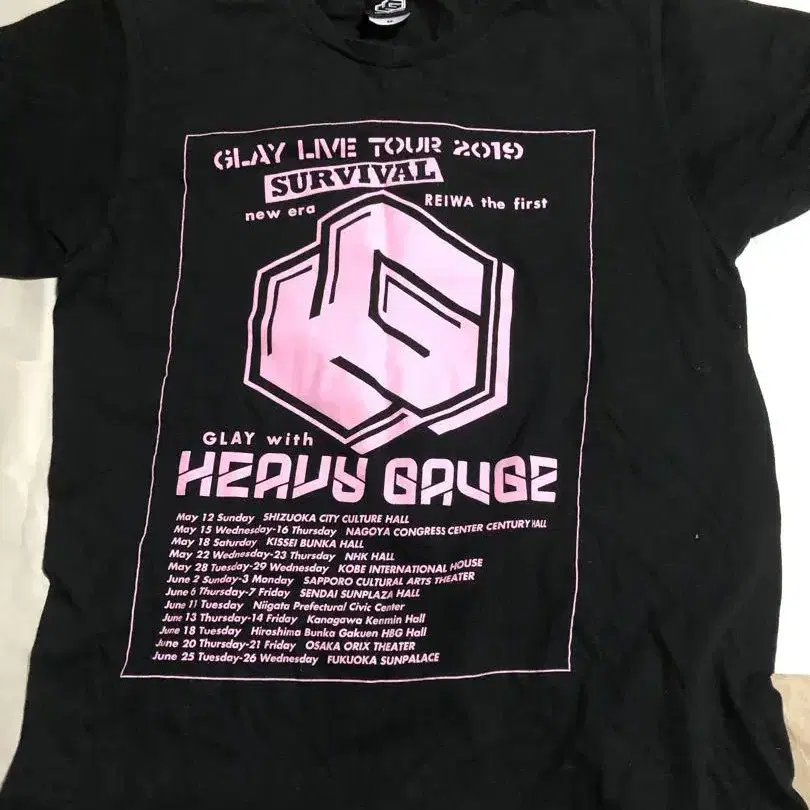 GLAY LIVE TOUR 2019
SURVIVAL
new era REIWA the first
GLAY with
HEAVY GAUGE
May 12 Sunday SHIZUOKA CITY CULTURE HALL
May 15 Wednesday-16 Thursday NAGOYA CONGRESS CENTER CENTURY HALL
May 18 Saturday KISSEI BUNKA HALL
May 22 Wednesday-23 Thursday NHK HALL
May 28 Tuesday-29 Wednesday KOBE INTERNATIONAL HOUSE
June 2 Sunday-3 Monday SAPPORO CULTURAL ARTS THEATER
June 6 Thursday-7 Friday SENDAI SUNPLAZA HALL
June 11 Tuesday Niigata Prefectural Civic Center
June 13 Thursday-14 Friday Kanagawa Kenmin Hall
June 18 Tuesday Hiroshima Bunka Gakuen HBG Hall
June 20 Thursday-21 Friday OSAKA ORIX THEATER
June 25 Tuesday-26 Wednesday FUKUOKA SUNPALACE